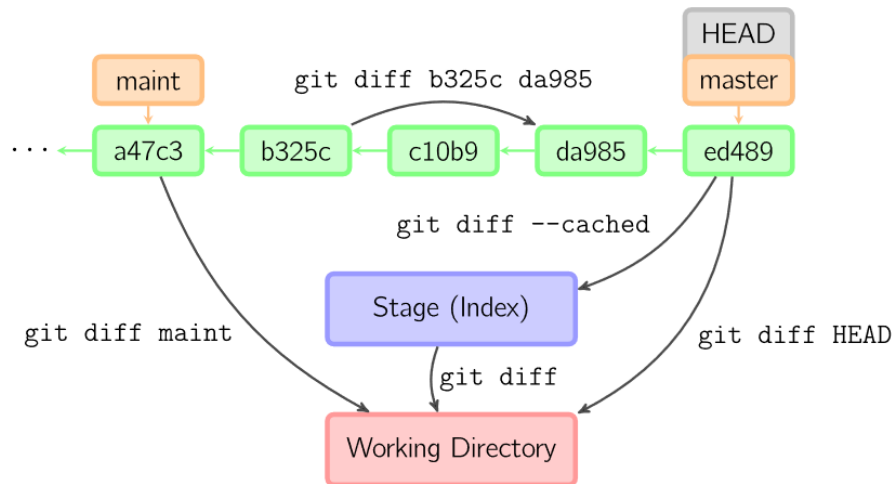 HEAD
maint
git diff b325c da985
master
...
a47c3
b325c
c10b9
da985
ed489
git diff --cached
Stage (Index)
git diff maint
git diff HEAD
git diff
Working Directory